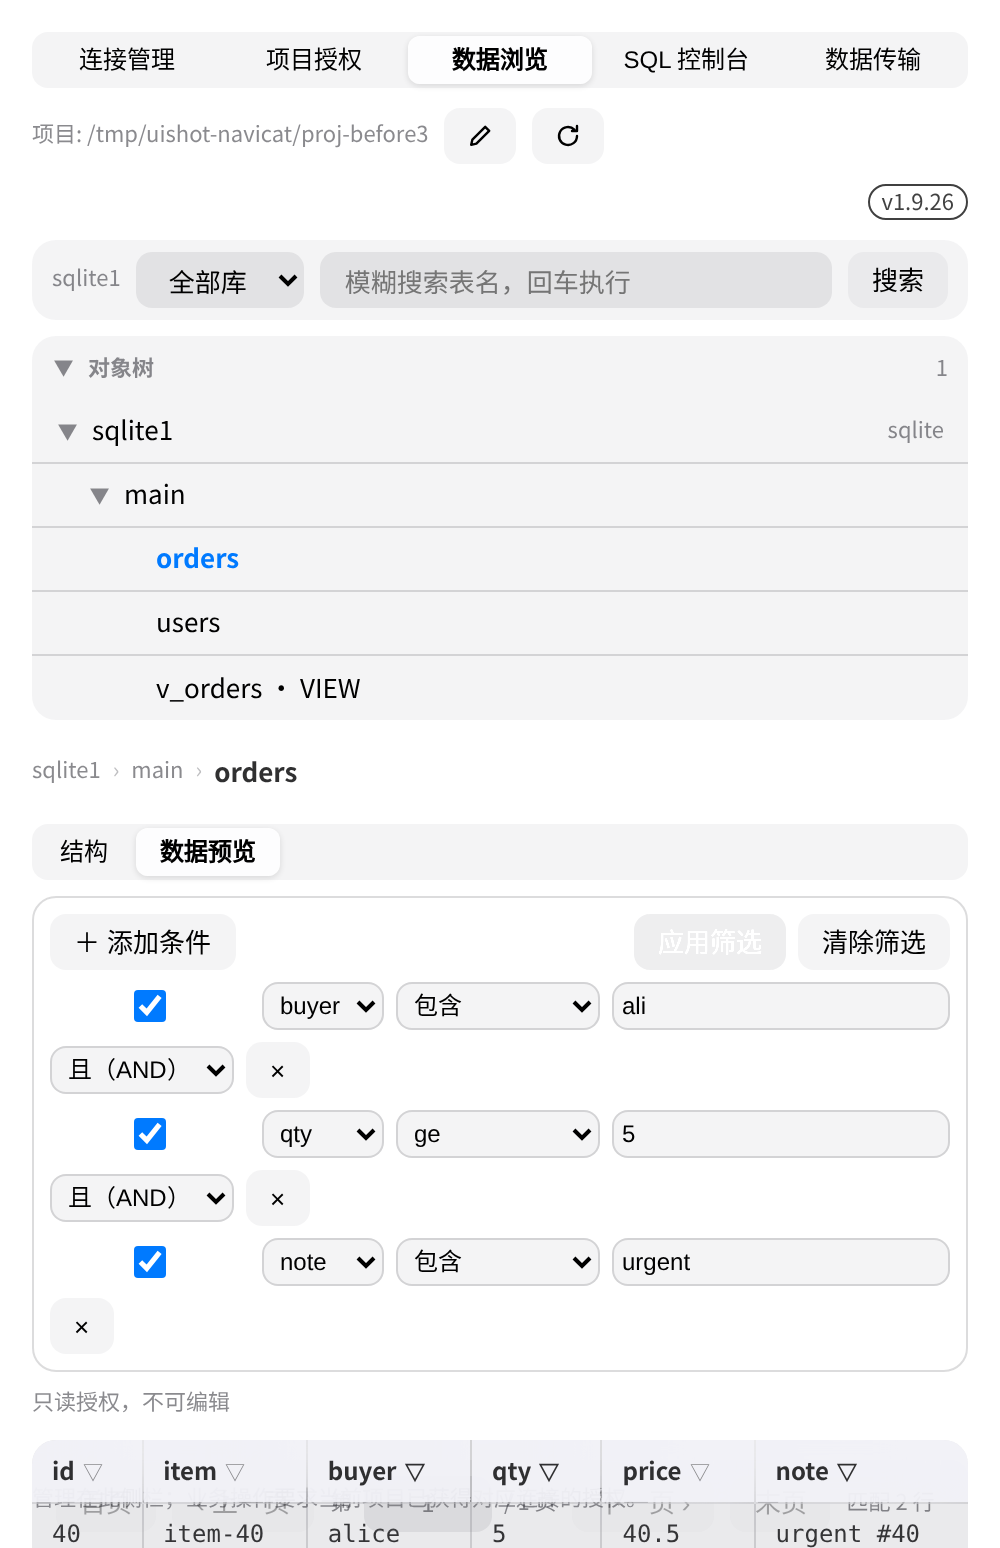 连接管理 项目授权 数据浏览 SQL 控制台 数据传输
项目: /tmp/uishot-navicat/proj-before3
v1.9.26
sqlite1 全部库 模糊搜索表名，回车执行 搜索
▼ 对象树 1
▼ sqlite1 sqlite
▼ main
orders
users
v_orders • VIEW
sqlite1 › main › orders
结构 数据预览
＋ 添加条件 应用筛选 清除筛选
buyer 包含 ali
且（AND） ×
qty ge 5
且（AND） ×
note 包含 urgent
×
只读授权，不可编辑
id ▽ item ▽ buyer ▽ qty ▽ price ▽ note ▽
末页 匹配 2 行
40 item-40 alice 5 40.5 urgent #40